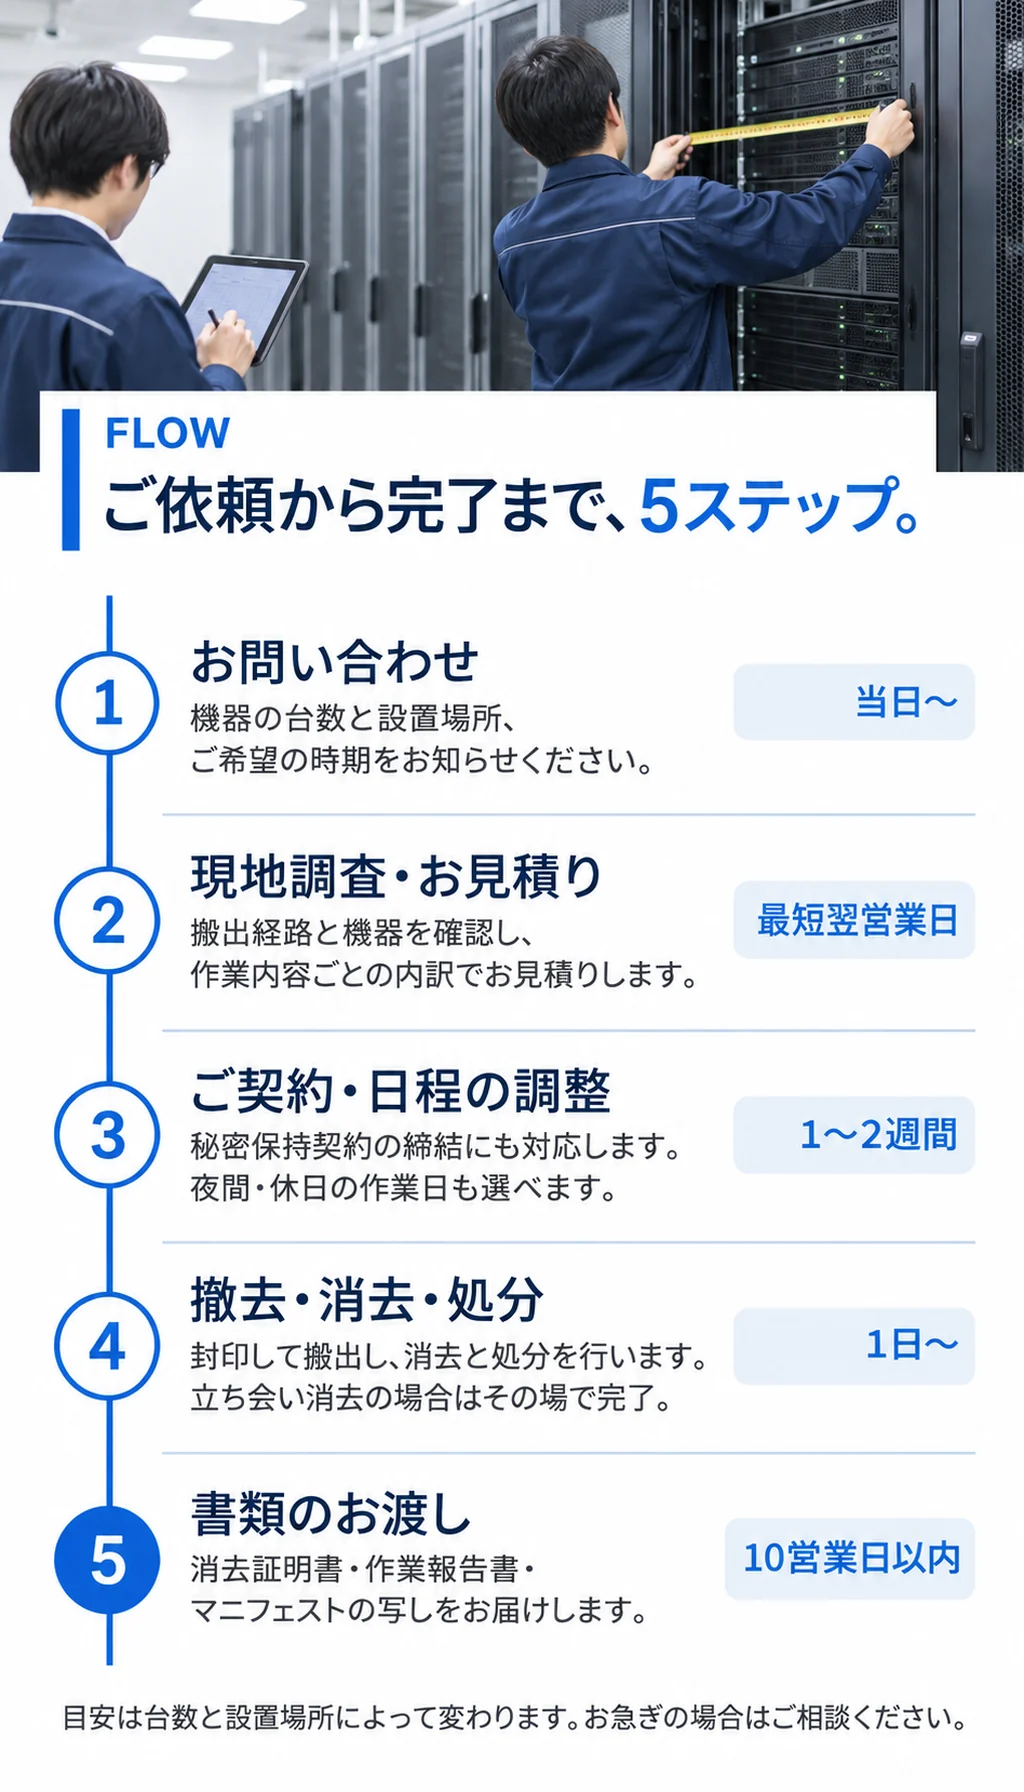 FLOW
ご依頼から完了まで、5ステップ。
1
お問い合わせ
機器の台数と設置場所、
ご希望の時期をお知らせください。
当日〜
2
現地調査・お見積り
搬出経路と機器を確認し、
作業内容ごとの内訳でお見積りします。
最短翌営業日
3
ご契約・日程の調整
秘密保持契約の締結にも対応します。
夜間・休日の作業日も選べます。
1〜2週間
4
撤去・消去・処分
封印して搬出し、消去と処分を行います。
立ち会い消去の場合はその場で完了。
1日〜
5
書類のお渡し
消去証明書・作業報告書・
マニフェストの写しをお届けします。
10営業日以内
目安は台数と設置場所によって変わります。お急ぎの場合はご相談ください。